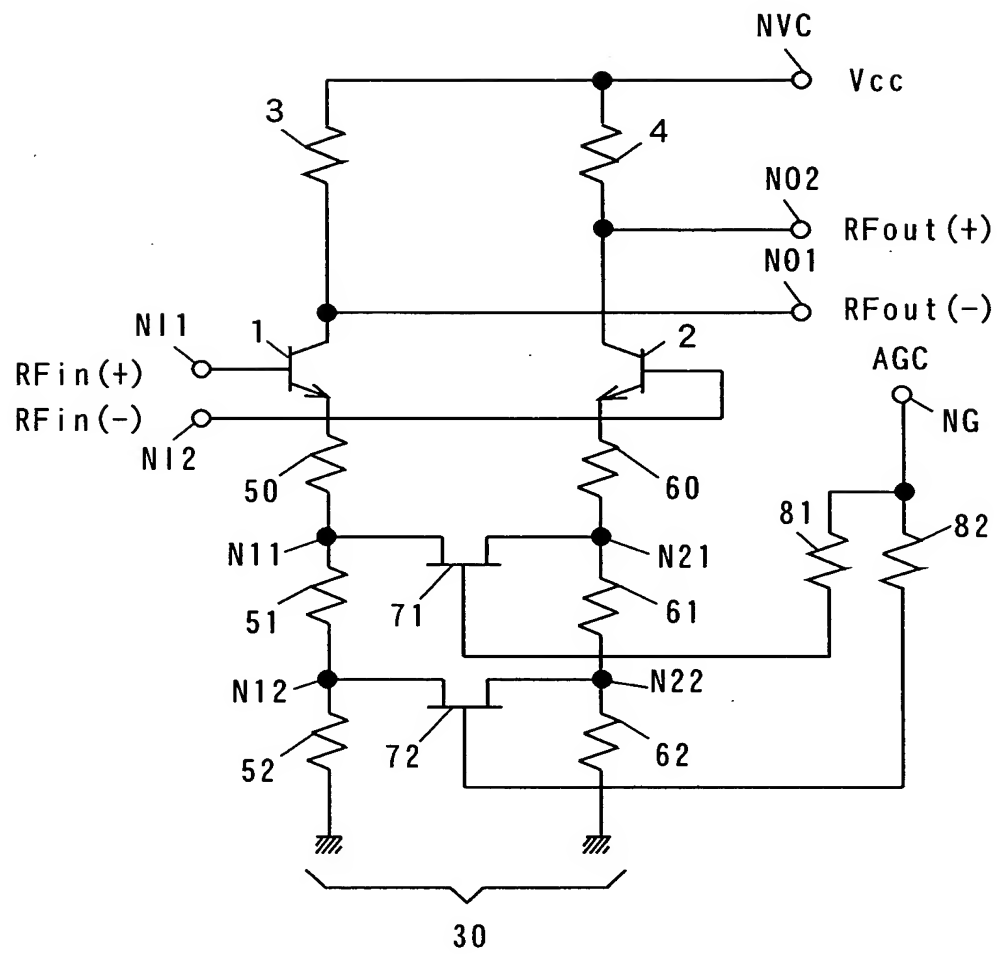 NVC
Vcc
3
4
NO2
RFout(+)
NO1
RFout(-)
NI1
1
2
RFin(+)
AGC
RFin(-)
NG
NI2
50
60
81
82
N11
N21
51
71
61
N12
N22
52
72
62
30